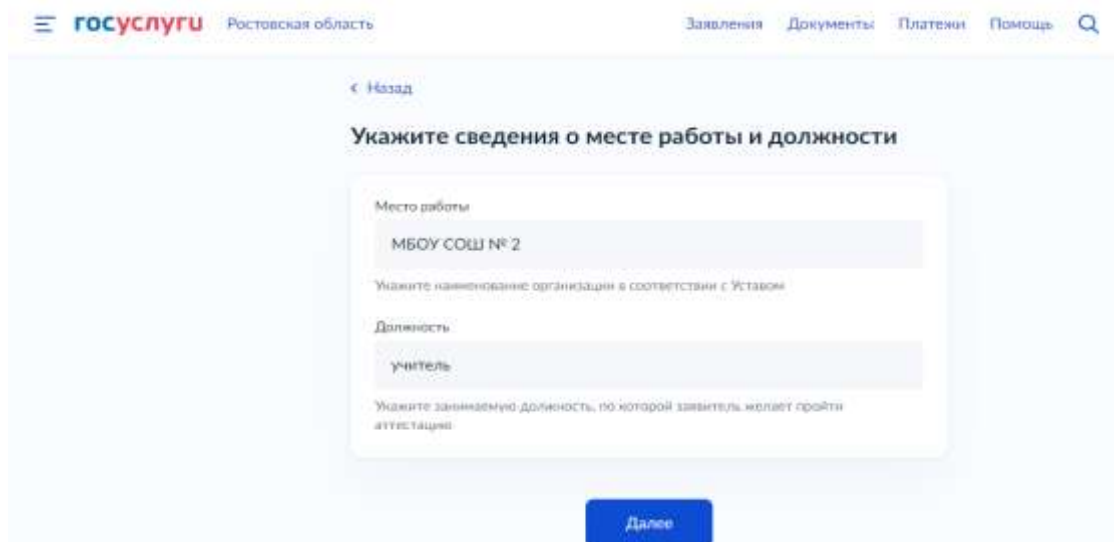 госуслуги Ростовская область Заявления Документы Платежи Помощь
Назад
Укажите сведения о месте работы и должности
Место работы
МБОУ СОШ № 2
Укажите наименование организации в соответствии с Уставом
Должность
учитель
Укажите занимаемую должность, по которой заявитель желает пройти
аттестацию
Далее